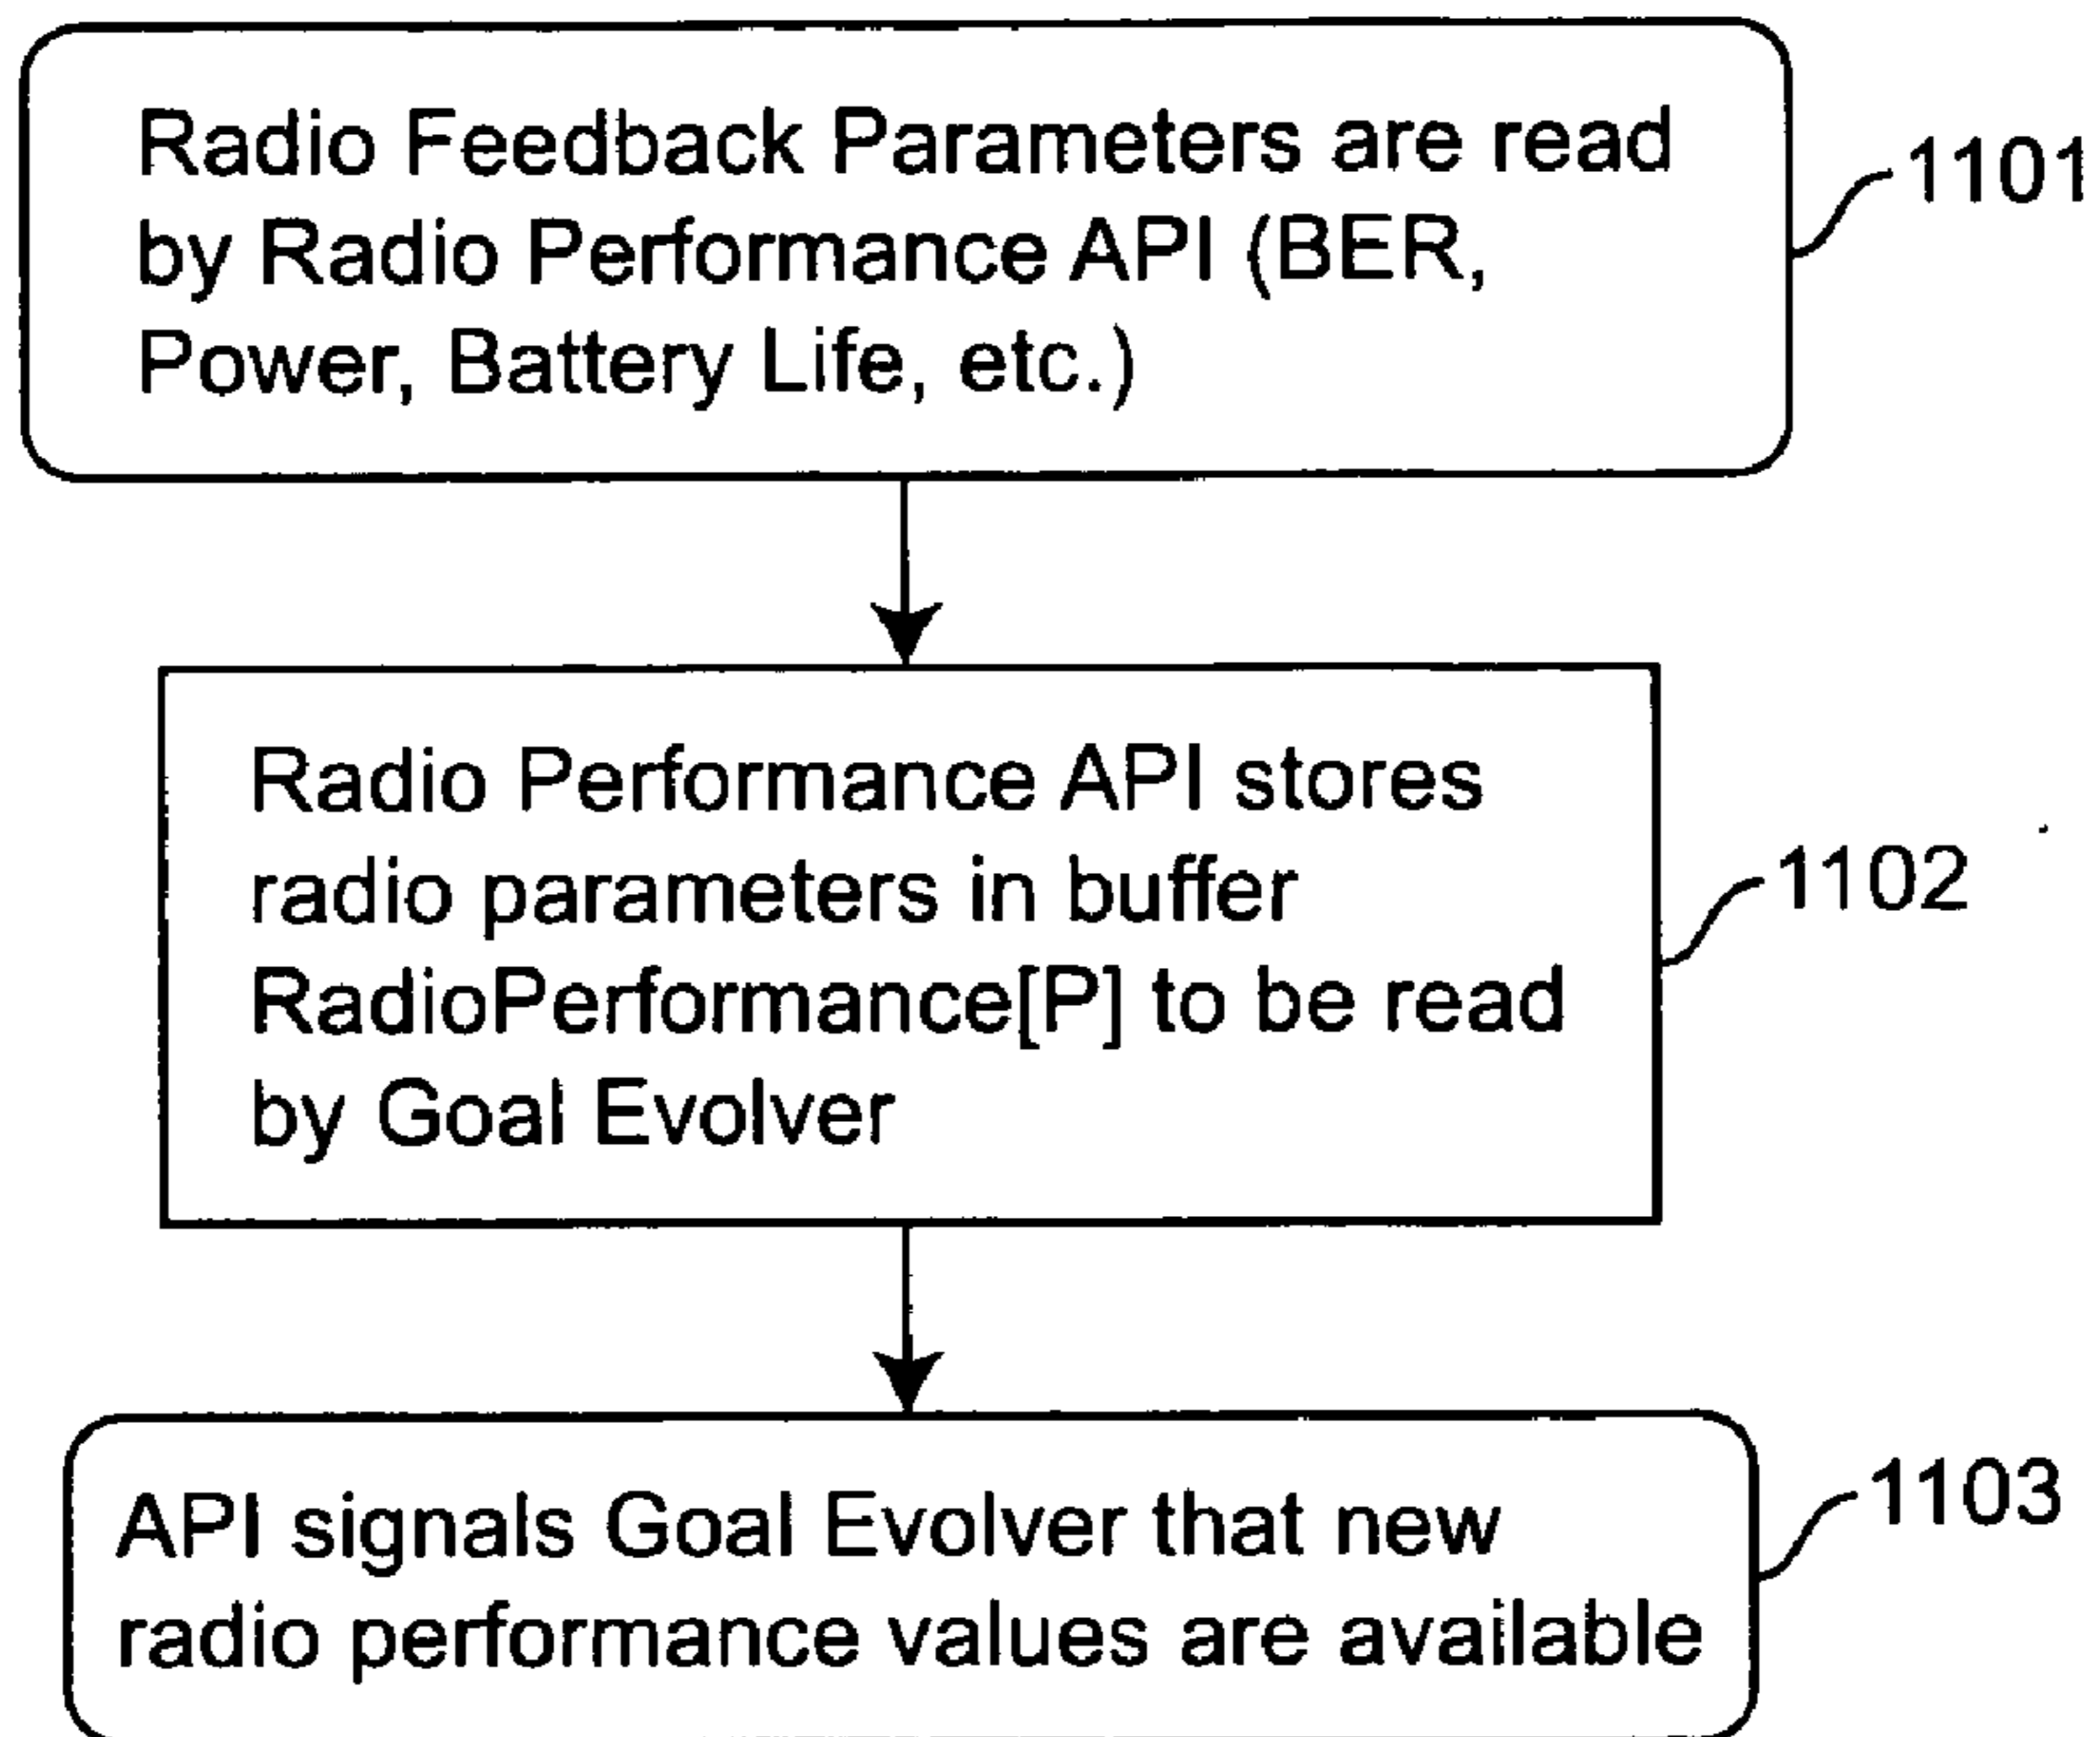 Radio Feedback Parameters are read
by Radio Performance API (BER,
Power, Battery Life, etc.)
1101
Radio Performance API stores
radio parameters in buffer
RadioPerformance[P] to be read
by Goal Evolver
1102
API signals Goal Evolver that new
radio performance values are available
1103